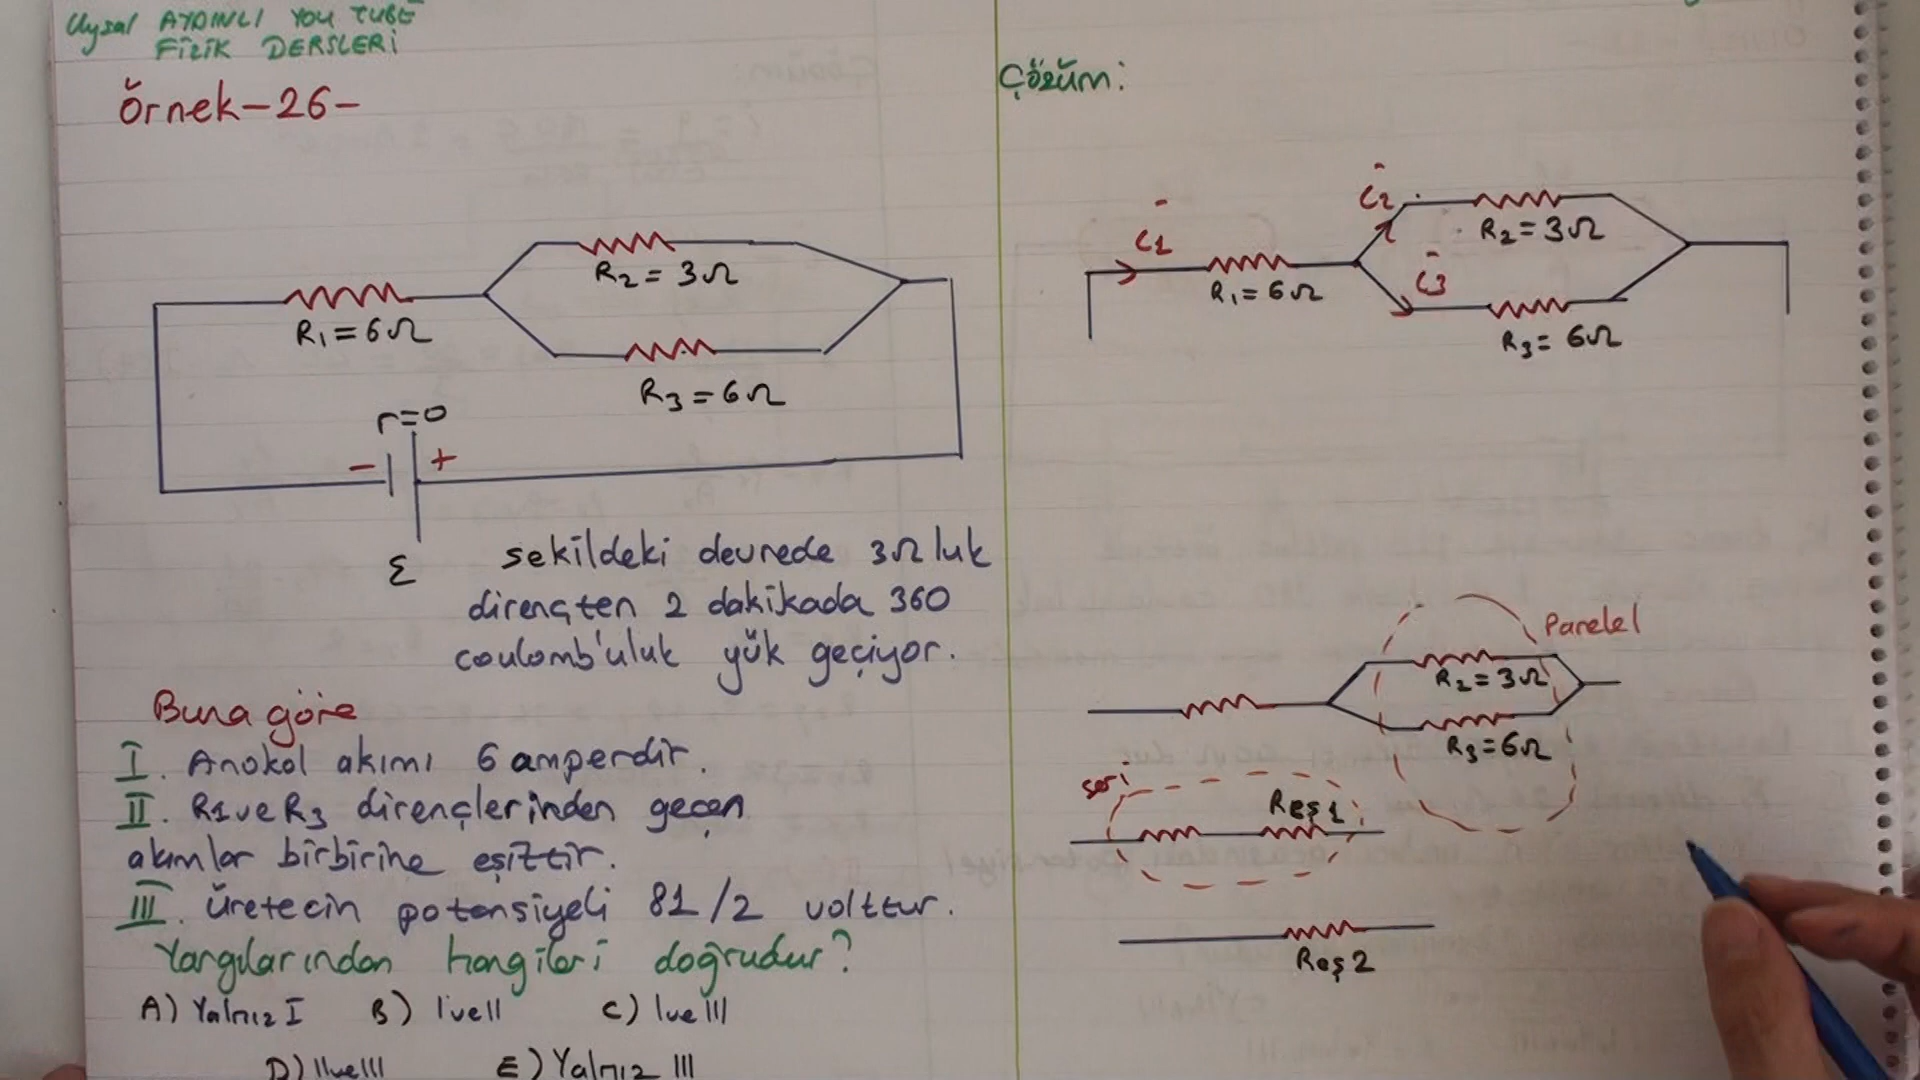 Uysal AYDINLI YOU TUBE
FİZİK DERSLERİ
Örnek-26-
R2 = 3Ω
R1 = 6Ω
R3 = 6Ω
r=0
- +
ε
şekildeki devrede 3Ω luk
dirençten 2 dakikada 360
coulomb'uluk yük geçiyor.
Buna göre
I. Anakol akımı 6 amperdir.
II. R1ve R3 dirençlerinden geçen
akımlar birbirine eşittir.
III. Üretecin potansiyeli 81/2 volttur.
Yargılarından hangileri doğrudur?
A) Yalnız I B) I ve II C) I ve III
D) II ve III E) Yalnız III
Çözüm:
i2
R2 = 3Ω
i1
i3
R1 = 6Ω
R3 = 6Ω
Parelel
R2 = 3Ω
R3 = 6Ω
seri
Reş1
Reş2